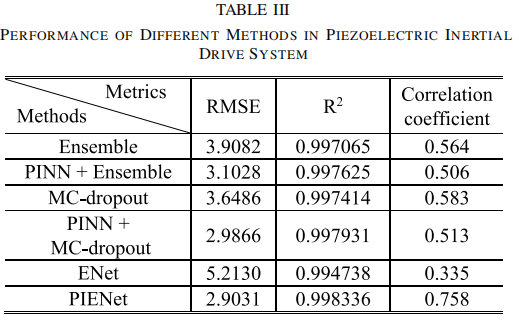 TABLE III
PERFORMANCE OF DIFFERENT METHODS IN PIEZOELECTRIC INERTIAL
DRIVE SYSTEM
Metrics
Methods
RMSE
R²
Correlation
coefficient
Ensemble 3.9082 0.997065 0.564
PINN + Ensemble 3.1028 0.997625 0.506
MC-dropout 3.6486 0.997414 0.583
PINN +
MC-dropout 2.9866 0.997931 0.513
ENet 5.2130 0.994738 0.335
PIENet 2.9031 0.998336 0.758